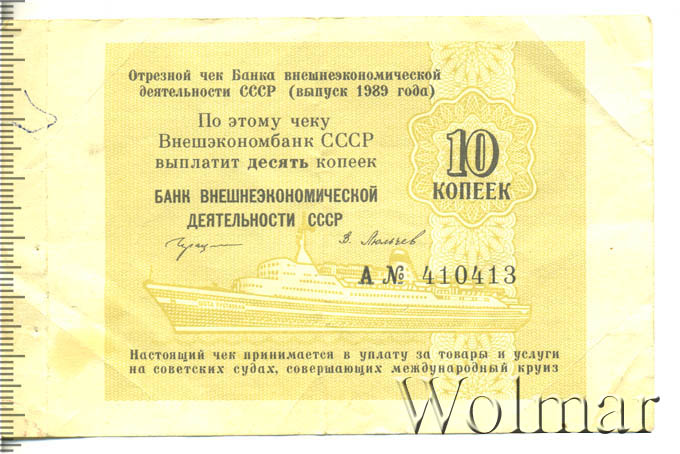 Отрезной чек Банка внешнеэкономической
деятельности СССР (выпуск 1989 года)
По этому чеку
Внешэкономбанк СССР
выплатит десять копеек
10
КОПЕЕК
БАНК ВНЕШНЕЭКОНОМИЧЕСКОЙ
ДЕЯТЕЛЬНОСТИ СССР
А № 410413
Настоящий чек принимается в уплату за товары и услуги
на советских судах, совершающих международный круиз
Wolmar